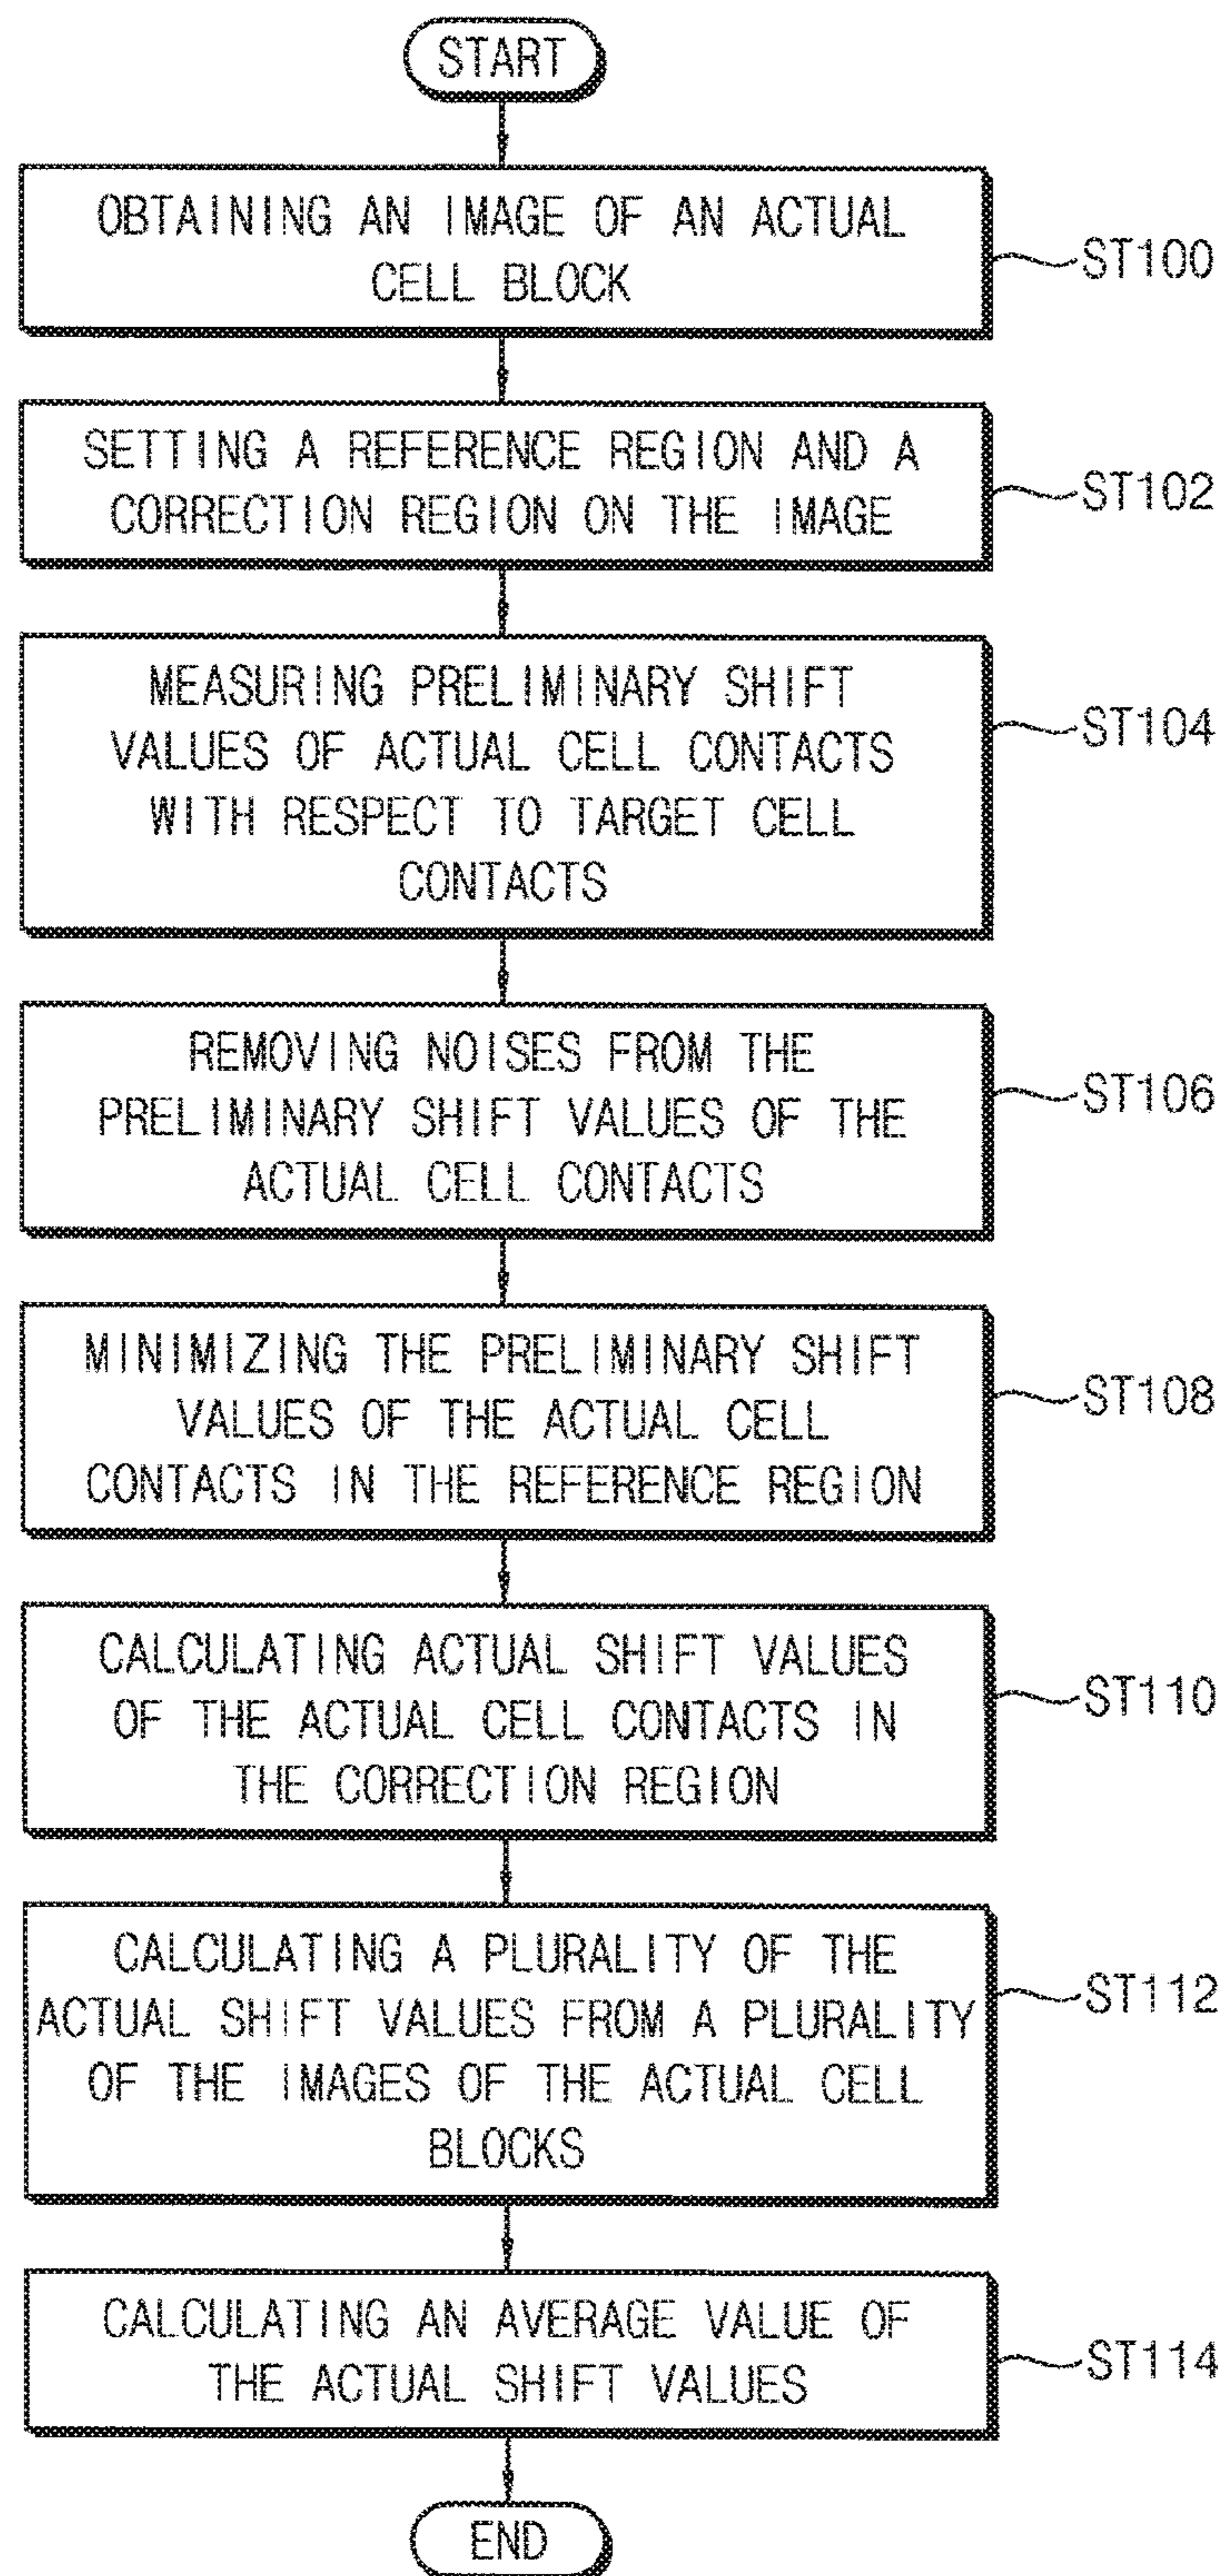 START
OBTAINING AN IMAGE OF AN ACTUAL
CELL BLOCK
ST100
SETTING A REFERENCE REGION AND A
CORRECTION REGION ON THE IMAGE
ST102
MEASURING PRELIMINARY SHIFT
VALUES OF ACTUAL CELL CONTACTS
WITH RESPECT TO TARGET CELL
CONTACTS
ST104
REMOVING NOISES FROM THE
PRELIMINARY SHIFT VALUES OF THE
ACTUAL CELL CONTACTS
ST106
MINIMIZING THE PRELIMINARY SHIFT
VALUES OF THE ACTUAL CELL
CONTACTS IN THE REFERENCE REGION
ST108
CALCULATING ACTUAL SHIFT VALUES
OF THE ACTUAL CELL CONTACTS IN
THE CORRECTION REGION
ST110
CALCULATING A PLURALITY OF THE
ACTUAL SHIFT VALUES FROM A PLURALITY
OF THE IMAGES OF THE ACTUAL CELL
BLOCKS
ST112
CALCULATING AN AVERAGE VALUE OF
THE ACTUAL SHIFT VALUES
ST114
END